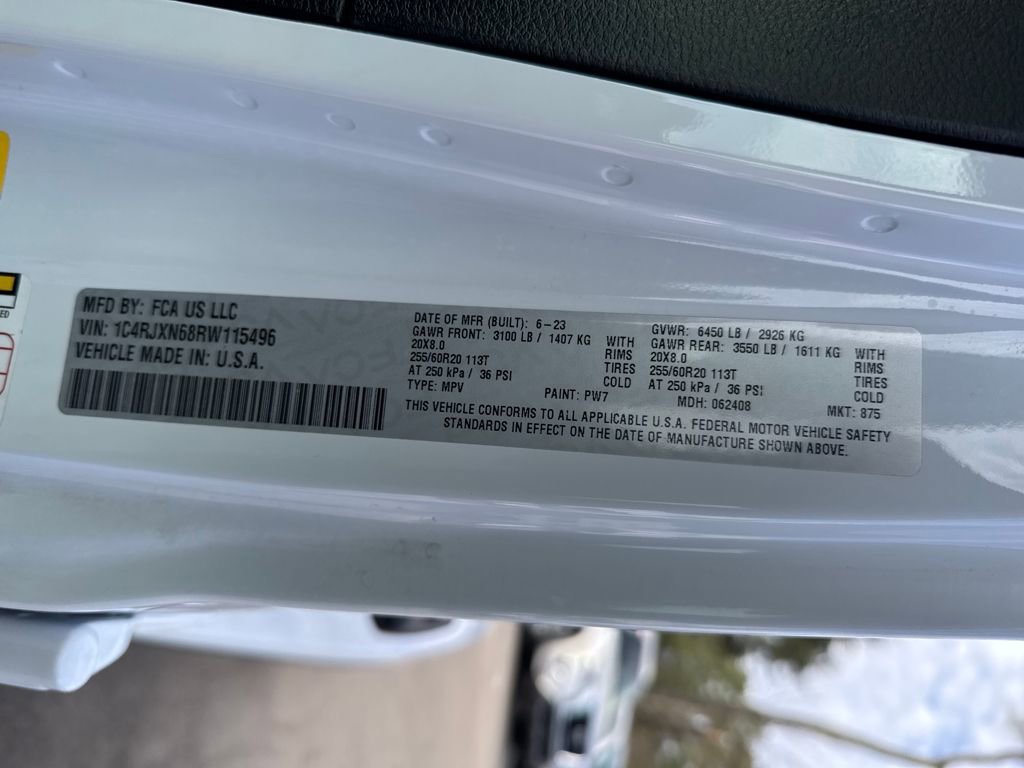 MFD BY: FCA US LLC
VIN: 1C4RJXN68RW115496
VEHICLE MADE IN: U.S.A.
DATE OF MFR (BUILT): 6-23
GAWR FRONT: 3100 LB / 1407 KG WITH
20X8.0 RIMS
255/60R20 113T TIRES
AT 250 kPa / 36 PSI COLD
TYPE: MPV PAINT: PW7
GVWR: 6450 LB / 2926 KG
GAWR REAR: 3550 LB / 1611 KG WITH
20X8.0 RIMS
255/60R20 113T TIRES
AT 250 kPa / 36 PSI COLD
MDH: 062408 MKT: 875
THIS VEHICLE CONFORMS TO ALL APPLICABLE U.S.A. FEDERAL MOTOR VEHICLE SAFETY
STANDARDS IN EFFECT ON THE DATE OF MANUFACTURE SHOWN ABOVE.